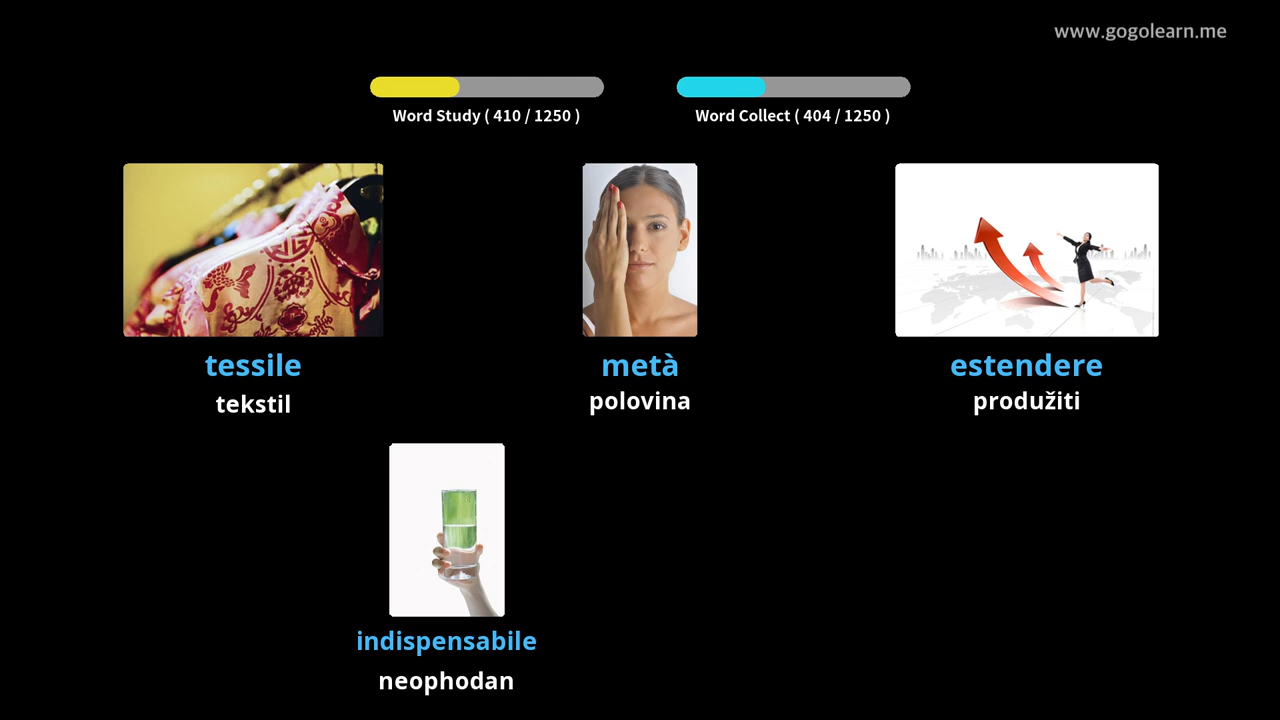 www.gogolearn.me
Word Study ( 410 / 1250 )
Word Collect ( 404 / 1250 )
tessile
tekstil
metà
polovina
estendere
produžiti
indispensabile
neophodan